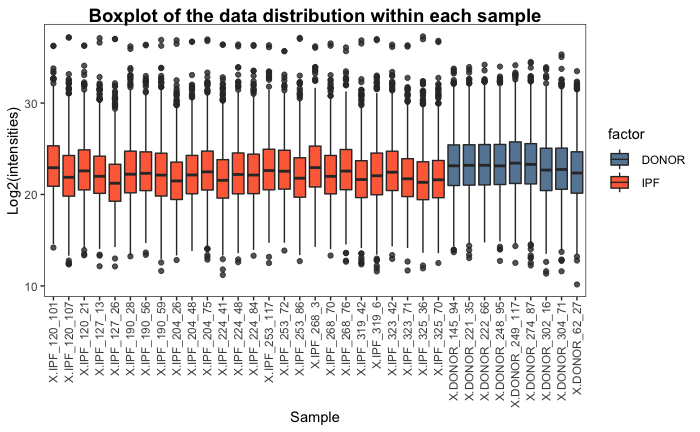 Boxplot of the data distribution within each sample
Log2(intensities)
30
20
10
X.IPF_120_101
X.IPF_120_107
X.IPF_120_21
X.IPF_127_13
X.IPF_127_26
X.IPF_190_28
X.IPF_190_56
X.IPF_190_59
X.IPF_204_26
X.IPF_204_48
X.IPF_204_75
X.IPF_224_41
X.IPF_224_48
X.IPF_224_84
X.IPF_253_117
X.IPF_253_72
X.IPF_253_86
X.IPF_268_3
X.IPF_268_70
X.IPF_268_76
X.IPF_319_42
X.IPF_319_6
X.IPF_323_42
X.IPF_323_71
X.IPF_325_36
X.IPF_325_70
X.DONOR_145_94
X.DONOR_221_35
X.DONOR_222_66
X.DONOR_248_95
X.DONOR_249_117
X.DONOR_274_87
X.DONOR_302_16
X.DONOR_304_71
X.DONOR_62_27
Sample
factor
DONOR
IPF